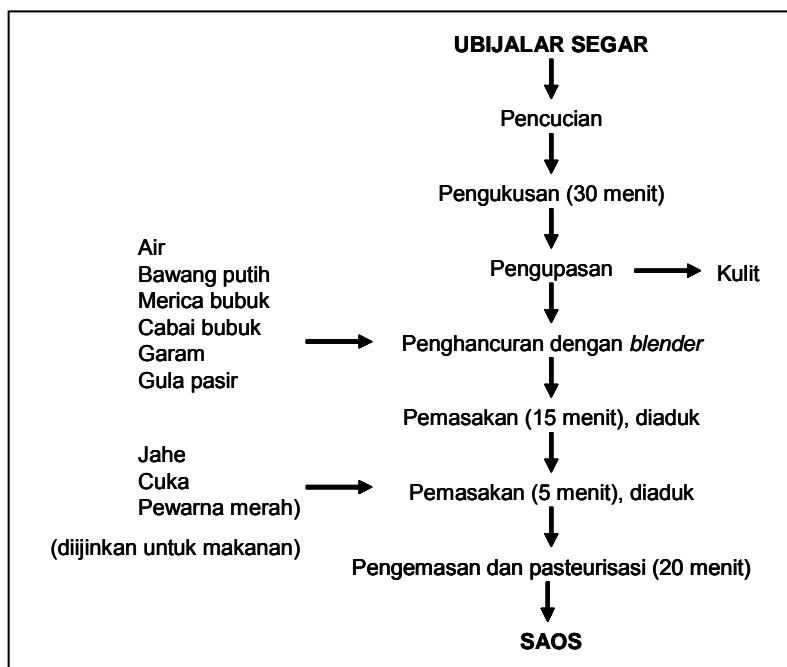 UBIJALAR SEGAR
Pencucian
Pengukusan (30 menit)
Pengupasan
Kulit
Air
Bawang putih
Merica bubuk
Cabai bubuk
Garam
Gula pasir
Penghancuran dengan blender
Pemasakan (15 menit), diaduk
Jahe
Cuka
Pewarna merah)
(diijinkan untuk makanan)
Pemasakan (5 menit), diaduk
Pengemasan dan pasteurisasi (20 menit)
SAOS